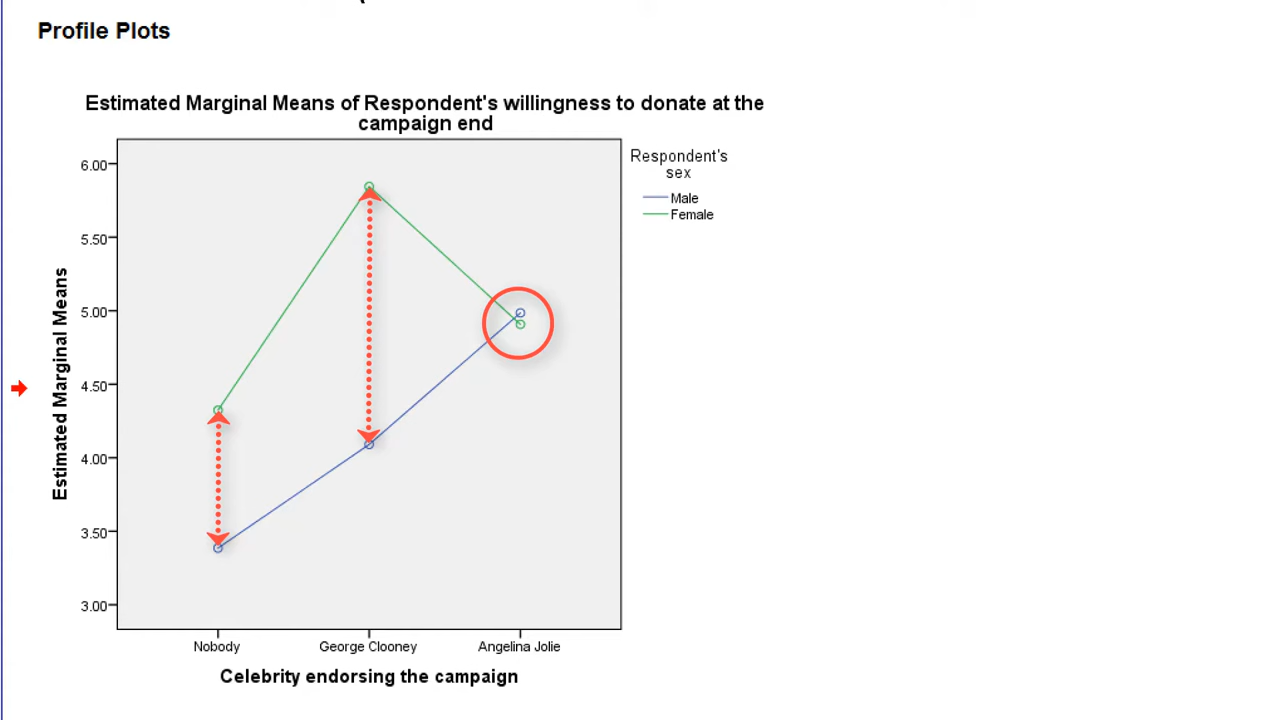 Profile Plots
Estimated Marginal Means of Respondent's willingness to donate at the
campaign end
Respondent's
sex
Male
Female
Estimated Marginal Means
6.00
5.50
5.00
4.50
4.00
3.50
3.00
Nobody
George Clooney
Angelina Jolie
Celebrity endorsing the campaign